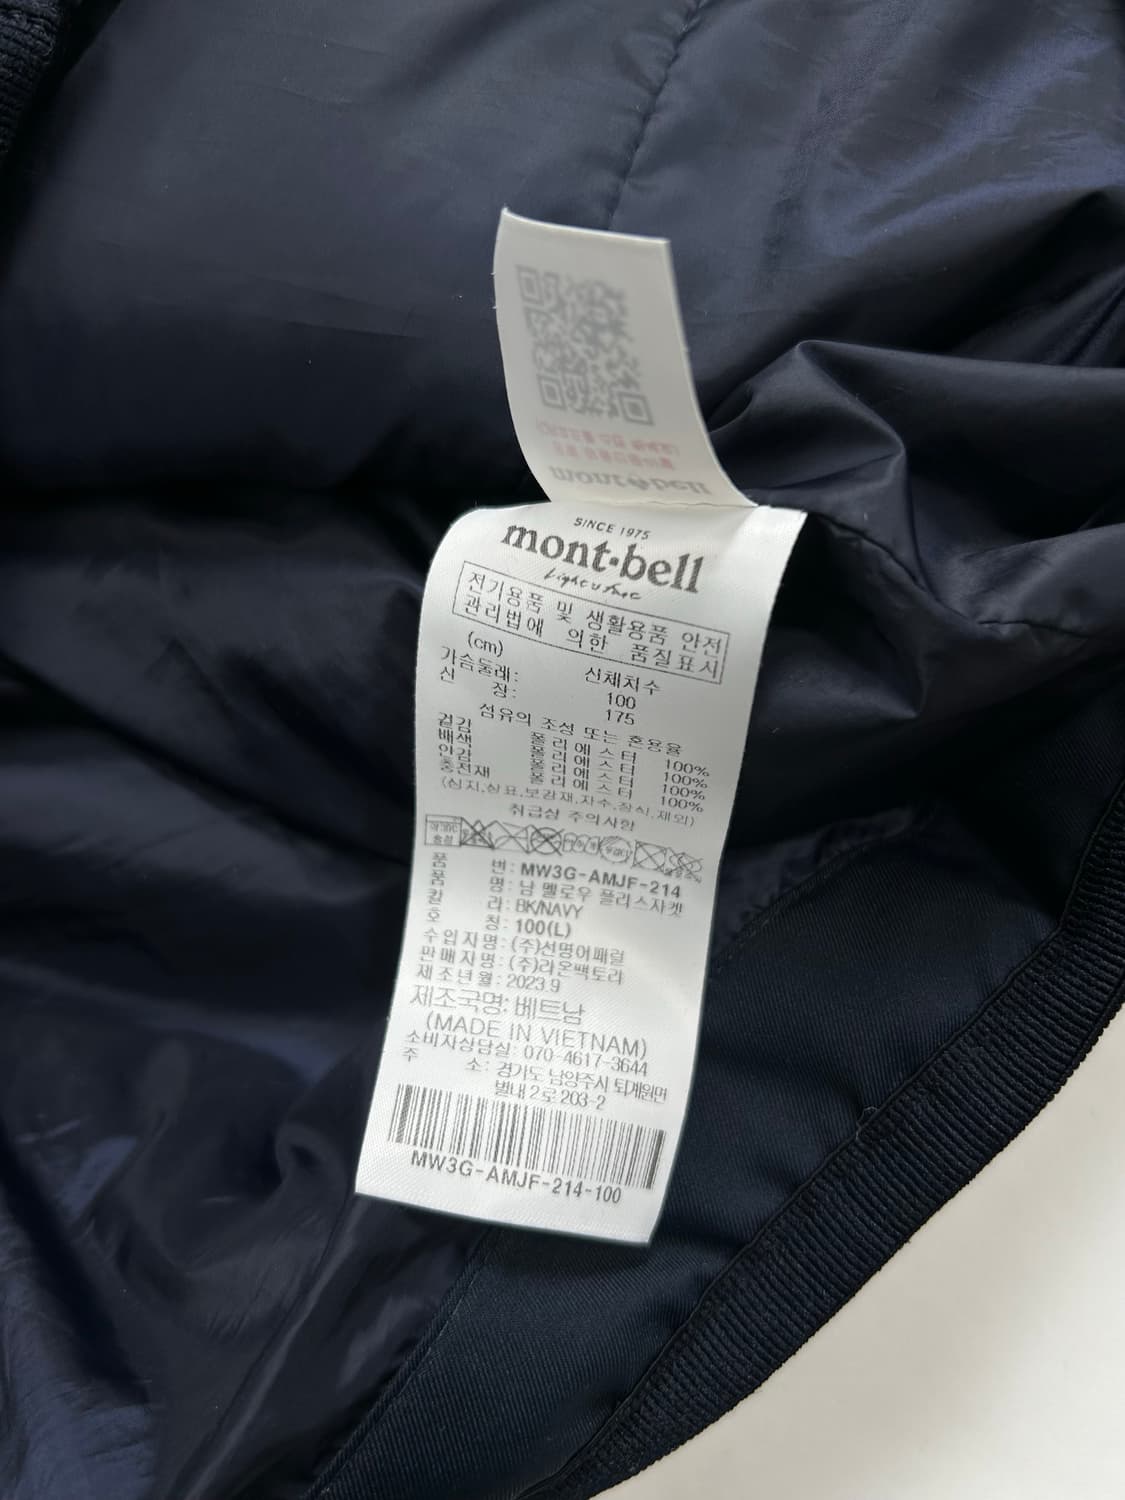 mont·bell
SINCE 1975
mont·bell
전기용품 및 생활용품 안전
관리법에 의한 품질표시
(cm) 신체치수
가슴둘레: 100
신 장: 175
섬유의 조성 또는 혼용율
겉감 폴리에스터 100%
배색 폴리에스터 100%
안감 폴리에스터 100%
충전재 폴리에스터 100%
(심지,상표,보강재,자수,장식,제외)
취급상 주의사항
품 번: MW3G-AMJF-214
품 명: 남 멜로우 플리스자켓
칼 라: BK/NAVY
호 칭: 100(L)
수입자명: (주)선명어패럴
판매자명: (주)라온백토라
제조년월: 2023.9
제조국명: 베트남
(MADE IN VIETNAM)
소비자상담실: 070-4617-3644
주 소: 경기도 남양주시 퇴계원면
별내2로 203-2
MW3G-AMJF-214-100